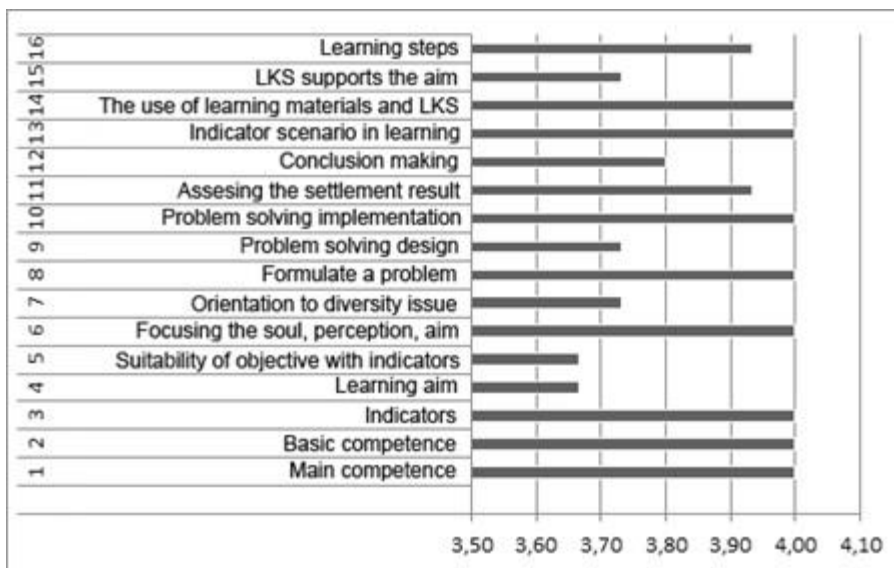 16 Learning steps
15 LKS supports the aim
14 The use of learning materials and LKS
13 Indicator scenario in learning
12 Conclusion making
11 Assesing the settlement result
10 Problem solving implementation
9 Problem solving design
8 Formulate a problem
7 Orientation to diversity issue
6 Focusing the soul, perception, aim
5 Suitability of objective with indicators
4 Learning aim
3 Indicators
2 Basic competence
1 Main competence
3,50 3,60 3,70 3,80 3,90 4,00 4,10